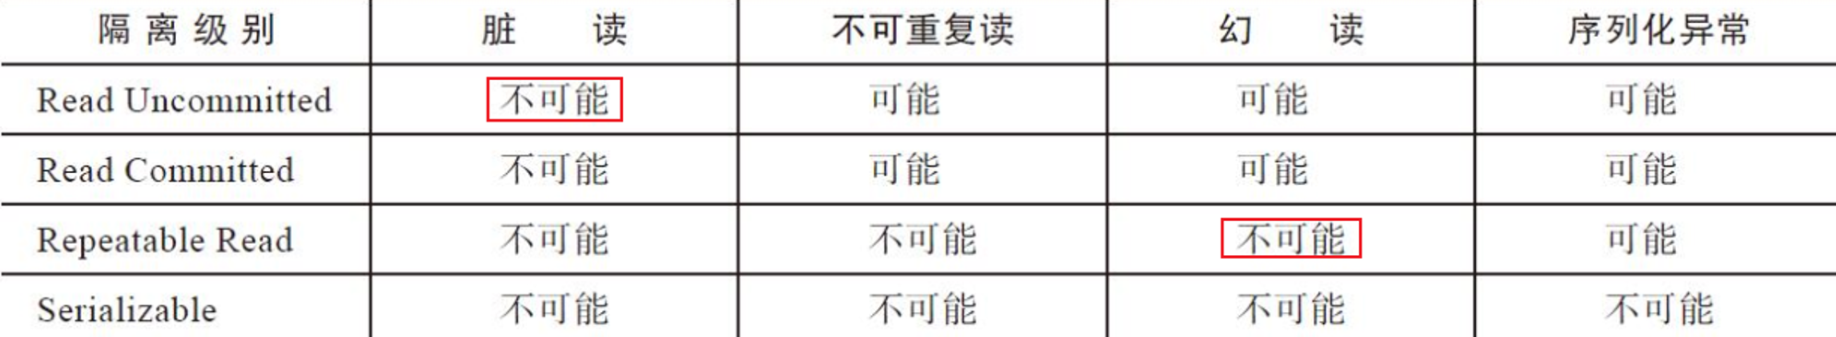 隔离级别 脏 读 不可重复读 幻 读 序列化异常
Read Uncommitted 不可能 可能 可能 可能
Read Committed 不可能 可能 可能 可能
Repeatable Read 不可能 不可能 不可能 可能
Serializable 不可能 不可能 不可能 不可能